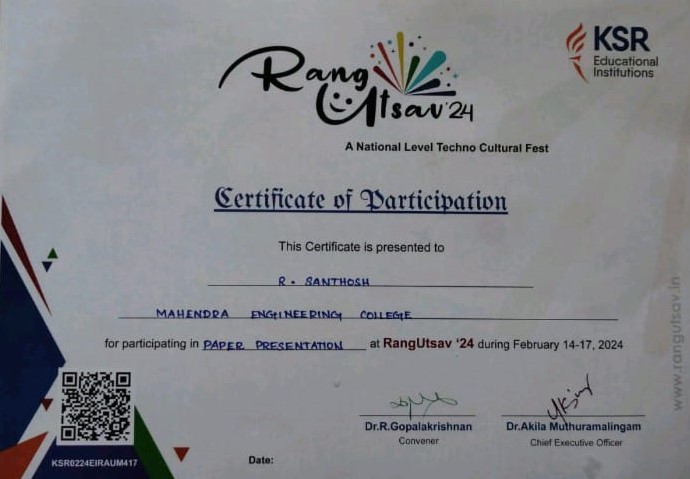 Rang
Utsav'24
KSR
Educational
Institutions
A National Level Techno Cultural Fest
Certificate of Participation
This Certificate is presented to
R. SANTHOSH
MAHENDRA ENGINEERING COLLEGE
for participating in PAPER PRESENTATION at RangUtsav ‘24 during February 14-17, 2024
www.rangutsav.in
Dr.R.Gopalakrishnan
Convener
Dr.Akila Muthuramalingam
Chief Executive Officer
KSR0224EIRAUM417
Date: